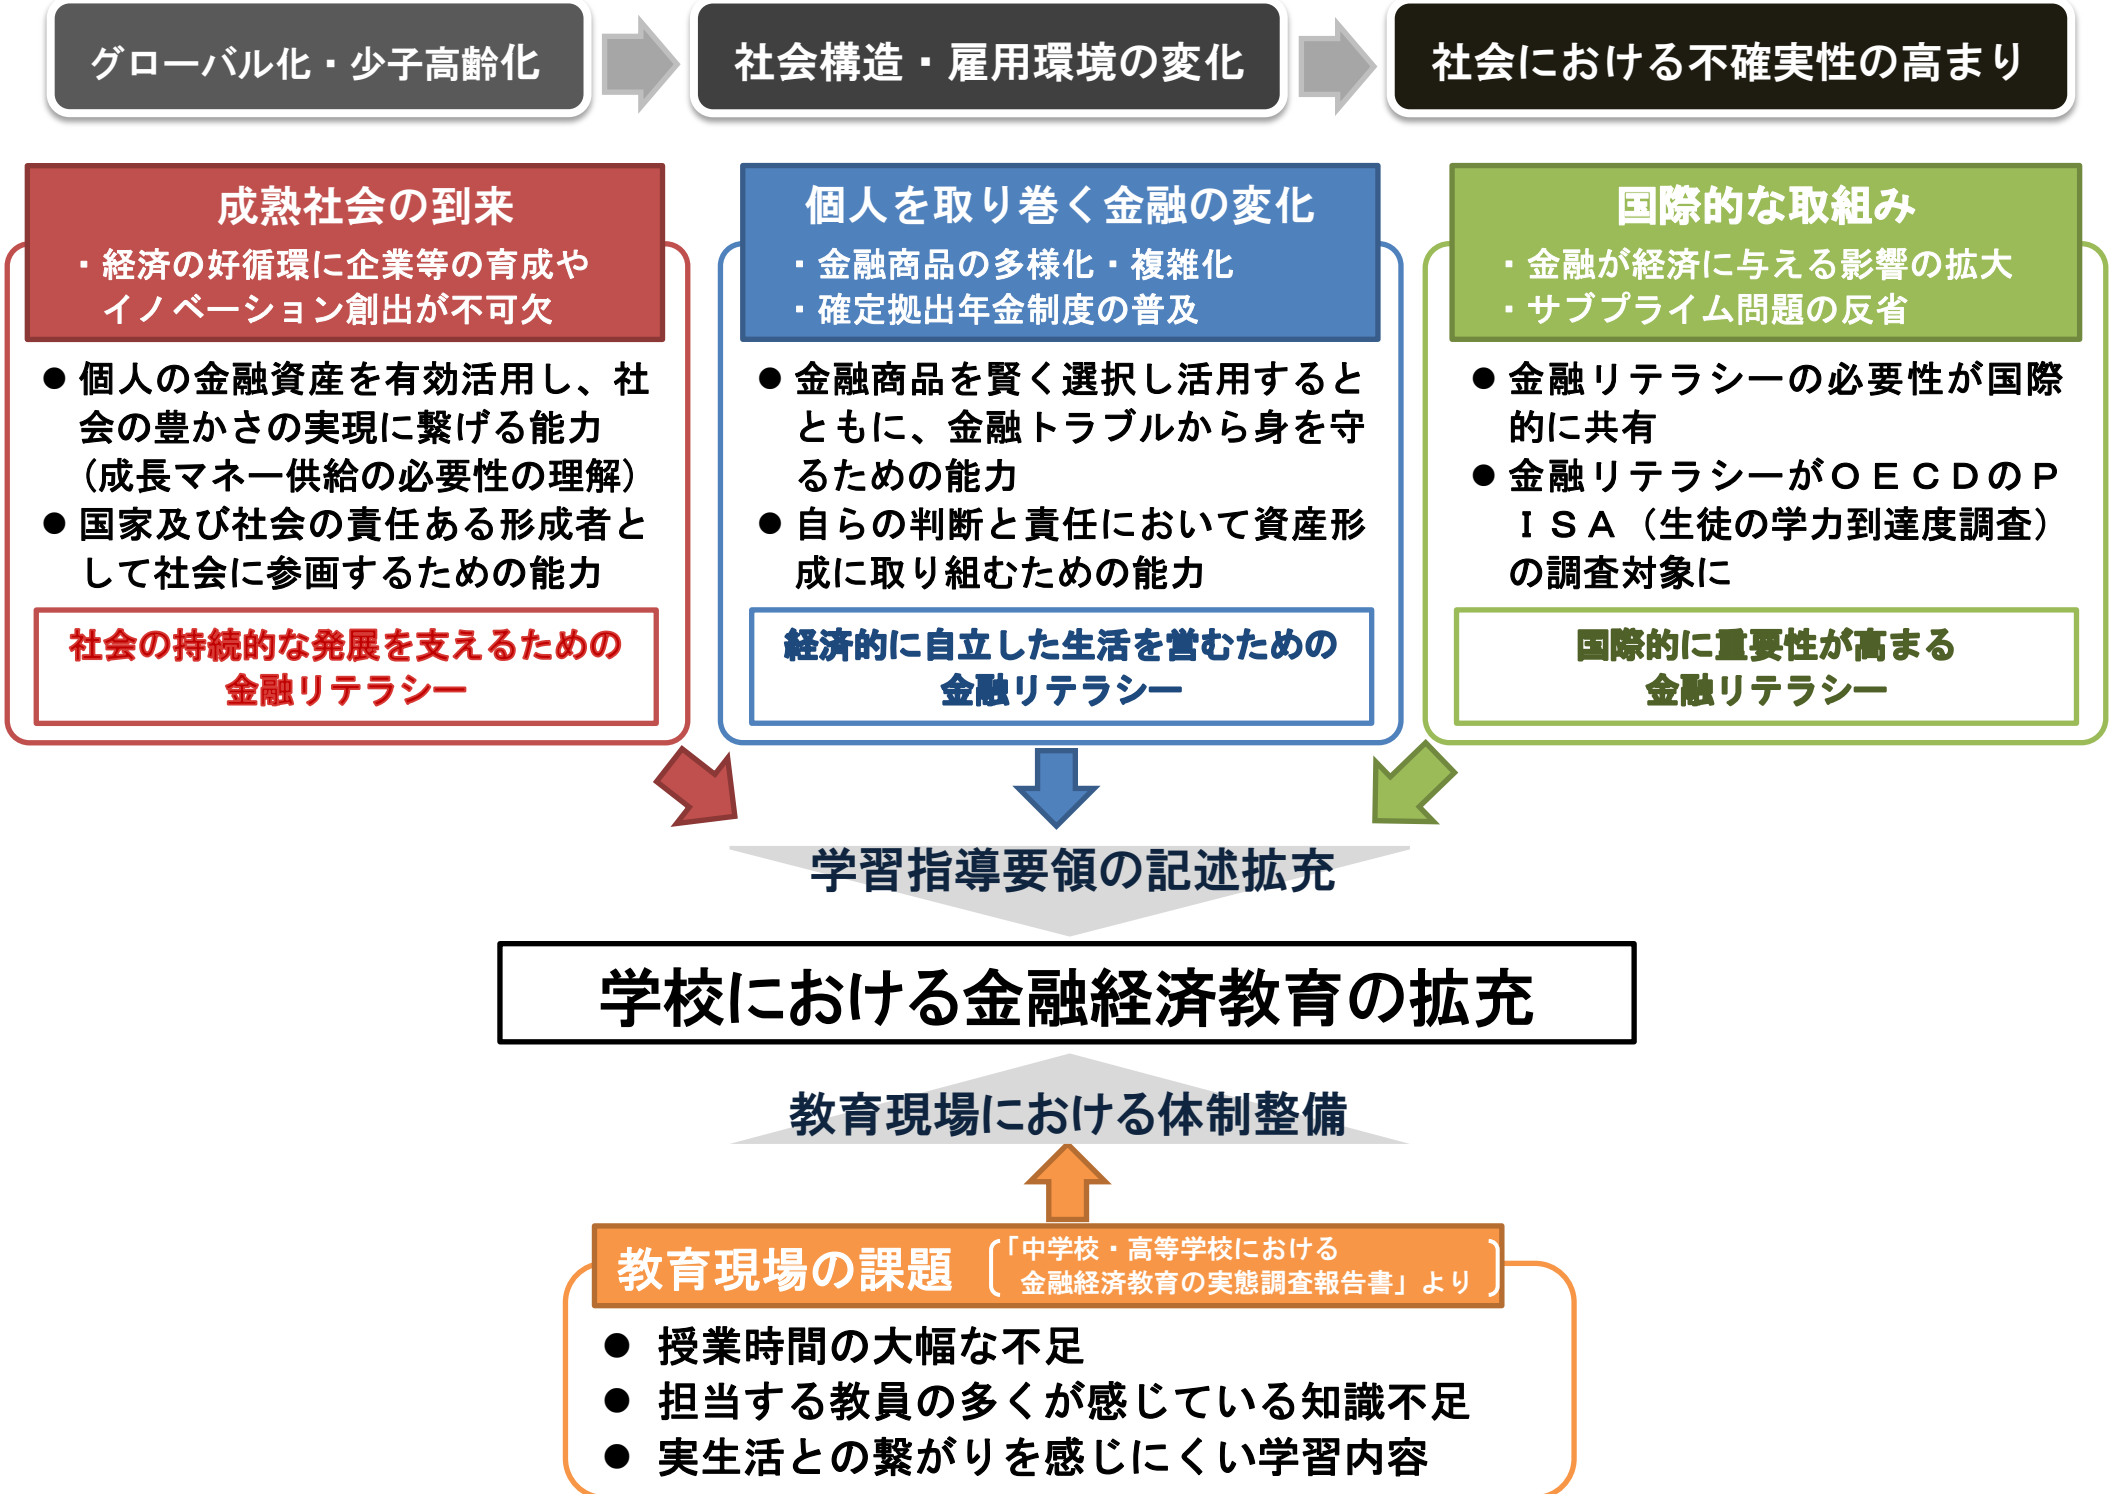 グローバル化・少子高齢化
社会構造・雇用環境の変化
社会における不確実性の高まり
成熟社会の到来
・経済の好循環に企業等の育成や
イノベーション創出が不可欠
●個人の金融資産を有効活用し、社
会の豊かさの実現に繋げる能力
（成長マネー供給の必要性の理解）
●国家及び社会の責任ある形成者と
して社会に参画するための能力
社会の持続的な発展を支えるための
金融リテラシー
個人を取り巻く金融の変化
・金融商品の多様化・複雑化
・確定拠出年金制度の普及
●金融商品を賢く選択し活用すると
ともに、金融トラブルから身を守
るための能力
●自らの判断と責任において資産形
成に取り組むための能力
経済的に自立した生活を営むための
金融リテラシー
国際的な取組み
・金融が経済に与える影響の拡大
・サブプライム問題の反省
●金融リテラシーの必要性が国際
的に共有
●金融リテラシーがＯＥＣＤのＰ
ＩＳＡ（生徒の学力到達度調査）
の調査対象に
国際的に重要性が高まる
金融リテラシー
学習指導要領の記述拡充
学校における金融経済教育の拡充
教育現場における体制整備
教育現場の課題
「中学校・高等学校における
金融経済教育の実態調査報告書」より
● 授業時間の大幅な不足
● 担当する教員の多くが感じている知識不足
● 実生活との繋がりを感じにくい学習内容